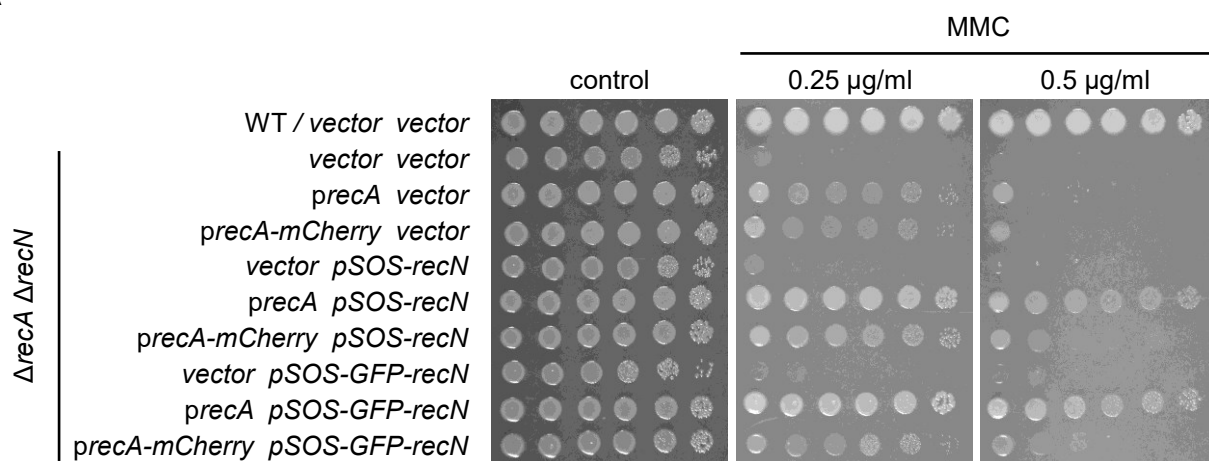 MMC
control 0.25 µg/ml 0.5 µg/ml
WT / vector vector
vector vector
precA vector
precA-mCherry vector
vector pSOS-recN
precA pSOS-recN
precA-mCherry pSOS-recN
vector pSOS-GFP-recN
precA pSOS-GFP-recN
precA-mCherry pSOS-GFP-recN
ΔrecA ΔrecN